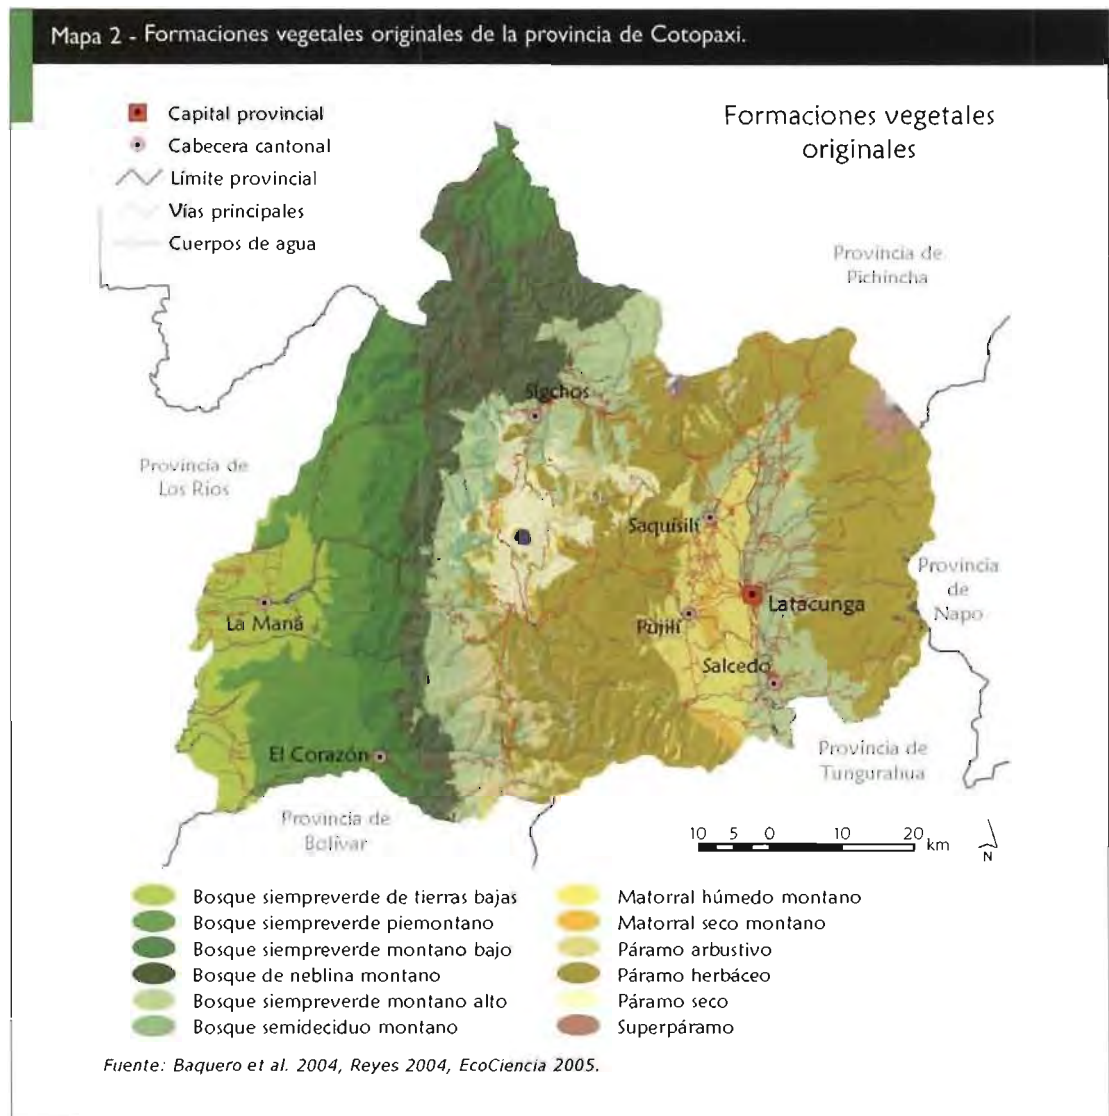 Mapa 2 - Formaciones vegetales originales de la provincia de Cotopaxi.
Capital provincial
Cabecera cantonal
Límite provincial
Vías principales
Cuerpos de agua
Formaciones vegetales
originales
Provincia de
Pichincha
Sigchos
Provincia de
Los Ríos
Saquisilí
Provincia
de
Napo
La Maná
Latacunga
Pujilí
Salcedo
El Corazón
Provincia de
Tungurahua
Provincia de
Bolívar
10 5 0 10 20 km
N
Bosque siempreverde de tierras bajas
Bosque siempreverde piemontano
Bosque siempreverde montano bajo
Bosque de neblina montano
Bosque siempreverde montano alto
Bosque semideciduo montano
Matorral húmedo montano
Matorral seco montano
Páramo arbustivo
Páramo herbáceo
Páramo seco
Superpáramo
Fuente: Baquero et al. 2004, Reyes 2004, EcoCiencia 2005.